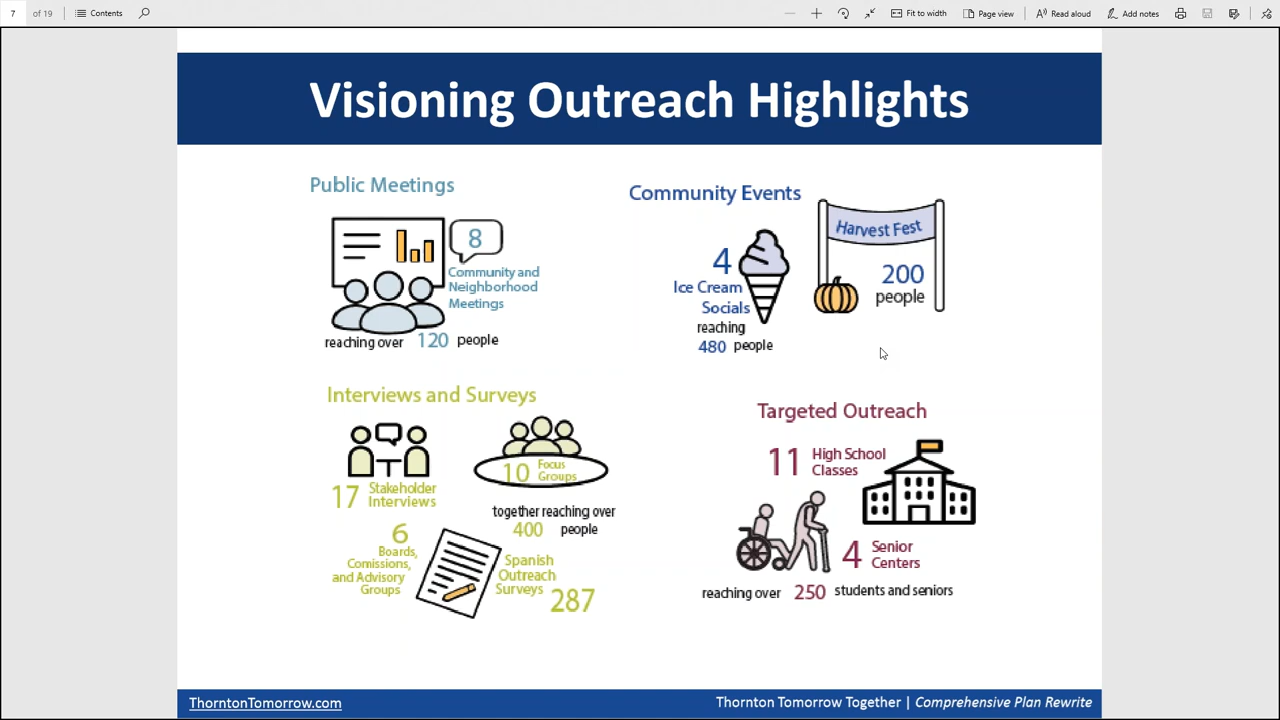 7 of 19 Contents Fit to width Page view Read aloud Add notes
Visioning Outreach Highlights
Public Meetings
8
Community and
Neighborhood
Meetings
reaching over 120 people
Community Events
4
Ice Cream
Socials
reaching
480 people
Harvest Fest
200
people
Interviews and Surveys
17 Stakeholder
Interviews
10 Focus
Groups
together reaching over
400 people
6
Boards,
Comissions,
and Advisory
Groups
Spanish
Outreach
Surveys 287
Targeted Outreach
11 High School
Classes
4 Senior
Centers
reaching over 250 students and seniors
ThorntonTomorrow.com
Thornton Tomorrow Together | Comprehensive Plan Rewrite